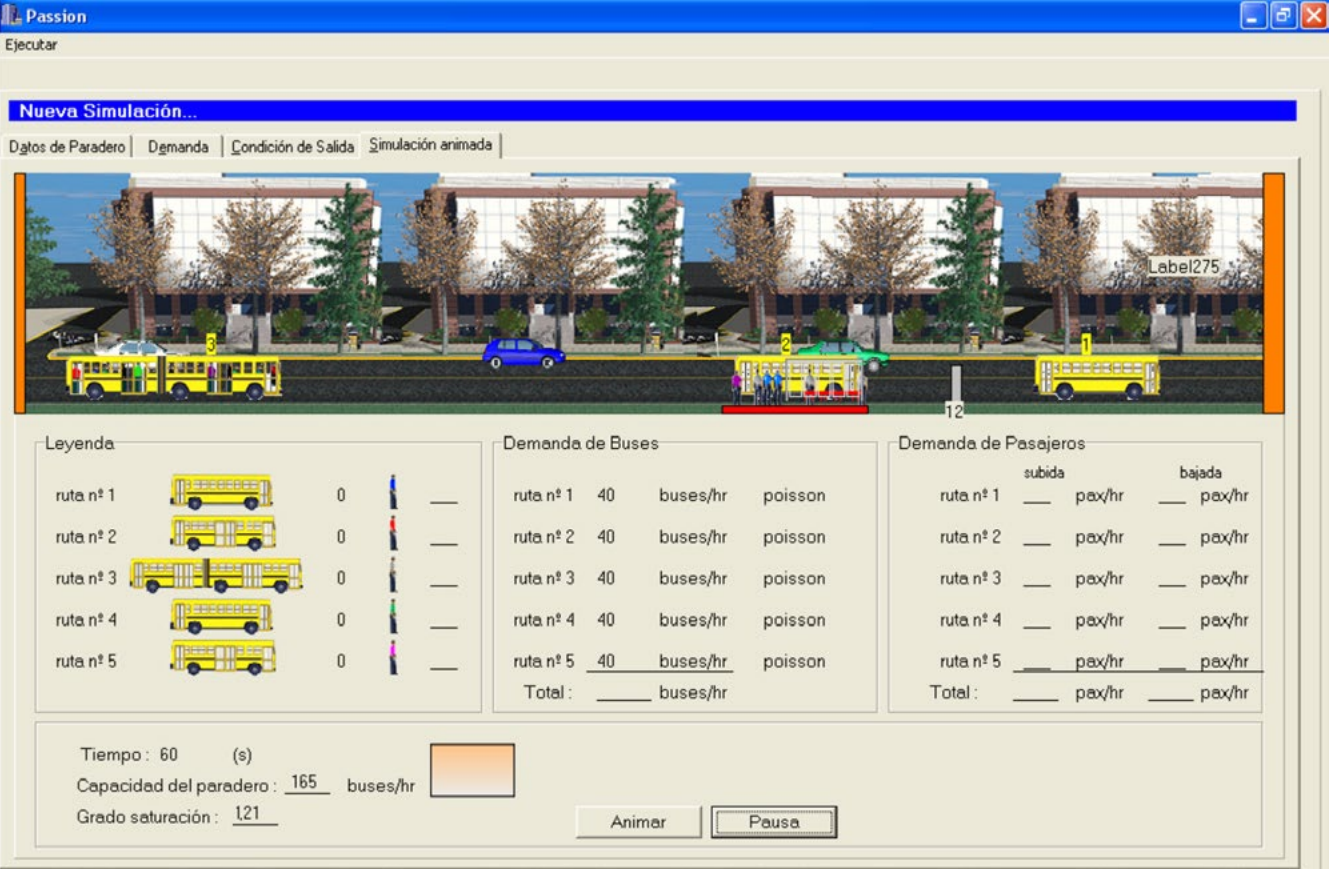 Passion
Ejecutar
Nueva Simulación...
Datos de Paradero Demanda Condición de Salida Simulación animada
Label275
3 2 1
12
Leyenda
ruta nº 1 0
ruta nº 2 0
ruta nº 3 0
ruta nº 4 0
ruta nº 5 0
Demanda de Buses
ruta nº 1 40 buses/hr poisson
ruta nº 2 40 buses/hr poisson
ruta nº 3 40 buses/hr poisson
ruta nº 4 40 buses/hr poisson
ruta nº 5 40 buses/hr poisson
Total : buses/hr
Demanda de Pasajeros
subida bajada
ruta nº 1 pax/hr pax/hr
ruta nº 2 pax/hr pax/hr
ruta nº 3 pax/hr pax/hr
ruta nº 4 pax/hr pax/hr
ruta nº 5 pax/hr pax/hr
Total : pax/hr pax/hr
Tiempo : 60 (s)
Capacidad del paradero : 165 buses/hr
Grado saturación : 1,21
Animar Pausa